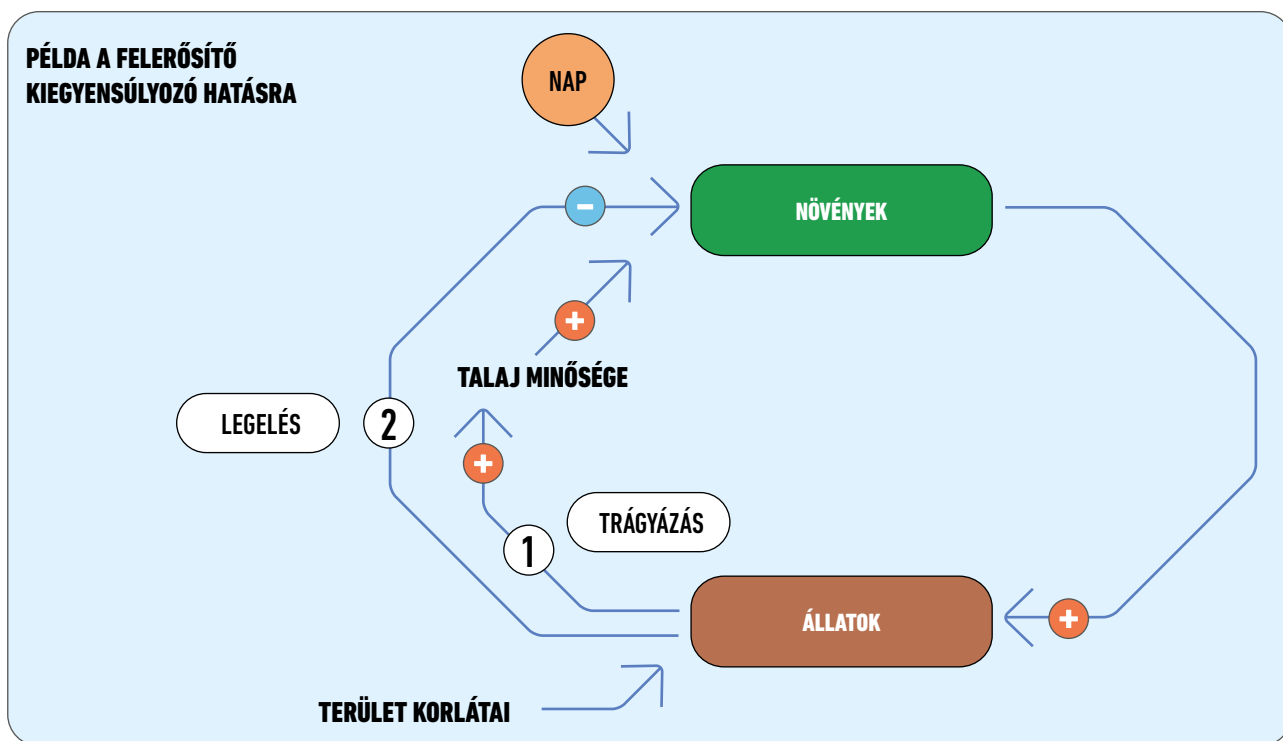 PÉLDA A FELERŐSÍTŐ
KIEGYENSÚLYOZÓ HATÁSRA
NAP
–
NÖVÉNYEK
+
TALAJ MINŐSÉGE
LEGELÉS
2
+
TRÁGYÁZÁS
1
ÁLLATOK
+
TERÜLET KORLÁTAI